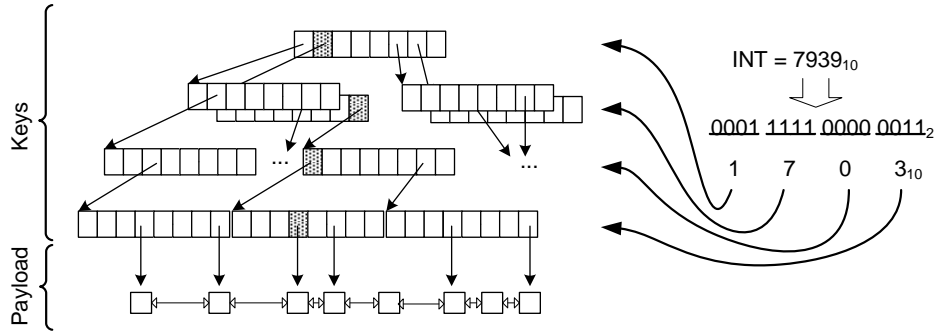 Keys
Payload
...
...
INT = 7939₁₀
0001 1111 0000 0011₂
1 7 0 3₁₀